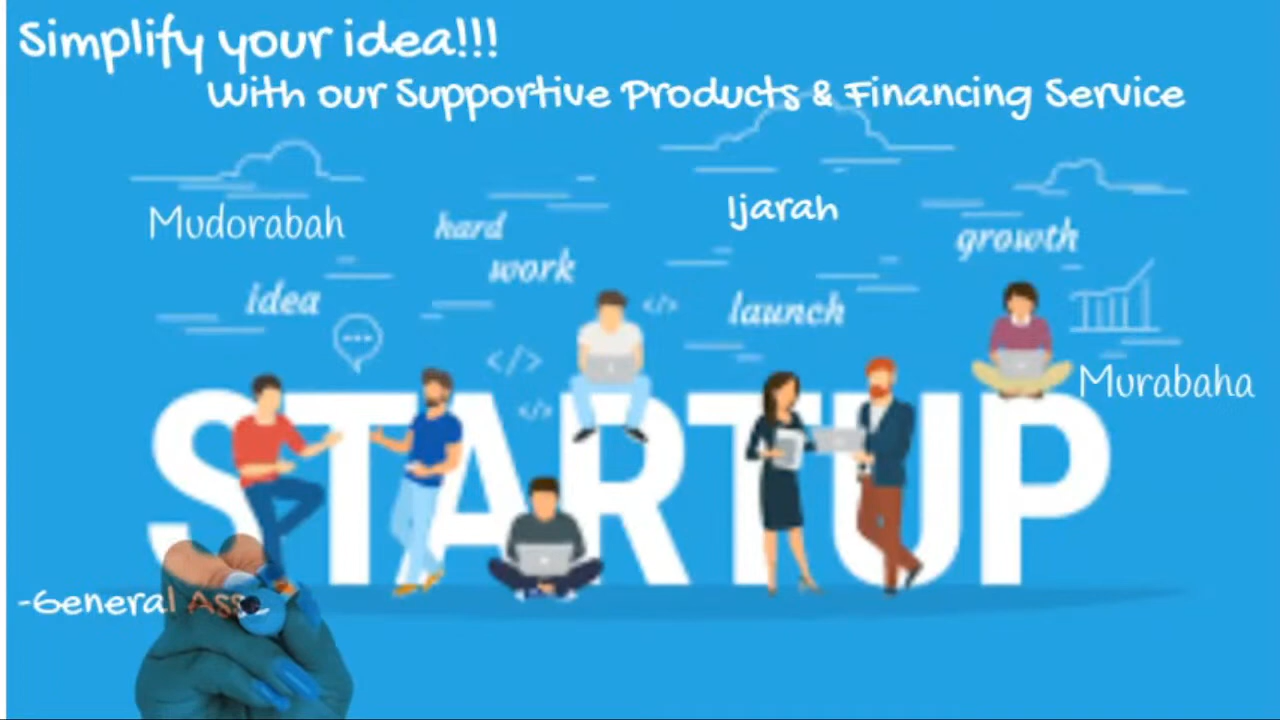 Simplify your idea!!!
With our Supportive Products & Financing Service
Mudorabah
hard
work
Ijarah
growth
idea
launch
</>
</>
</>
Murabaha
STARTUP
-General Asse